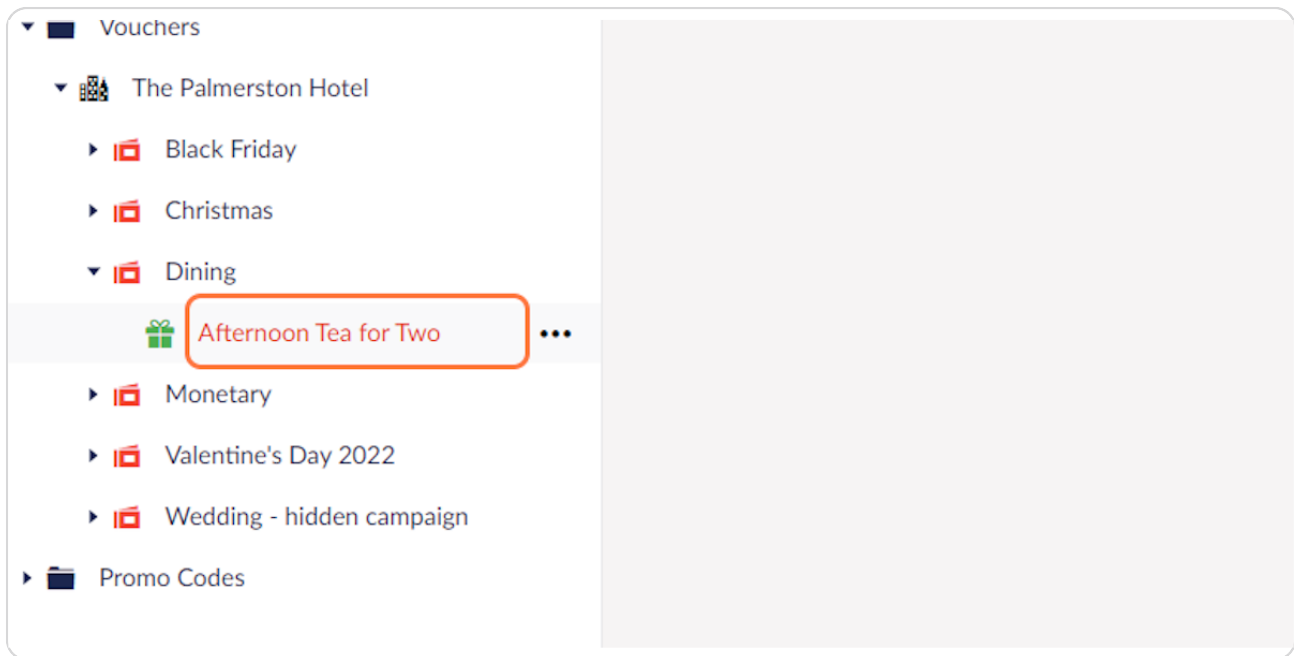 Vouchers
The Palmerston Hotel
Black Friday
Christmas
Dining
Afternoon Tea for Two
Monetary
Valentine's Day 2022
Wedding - hidden campaign
Promo Codes